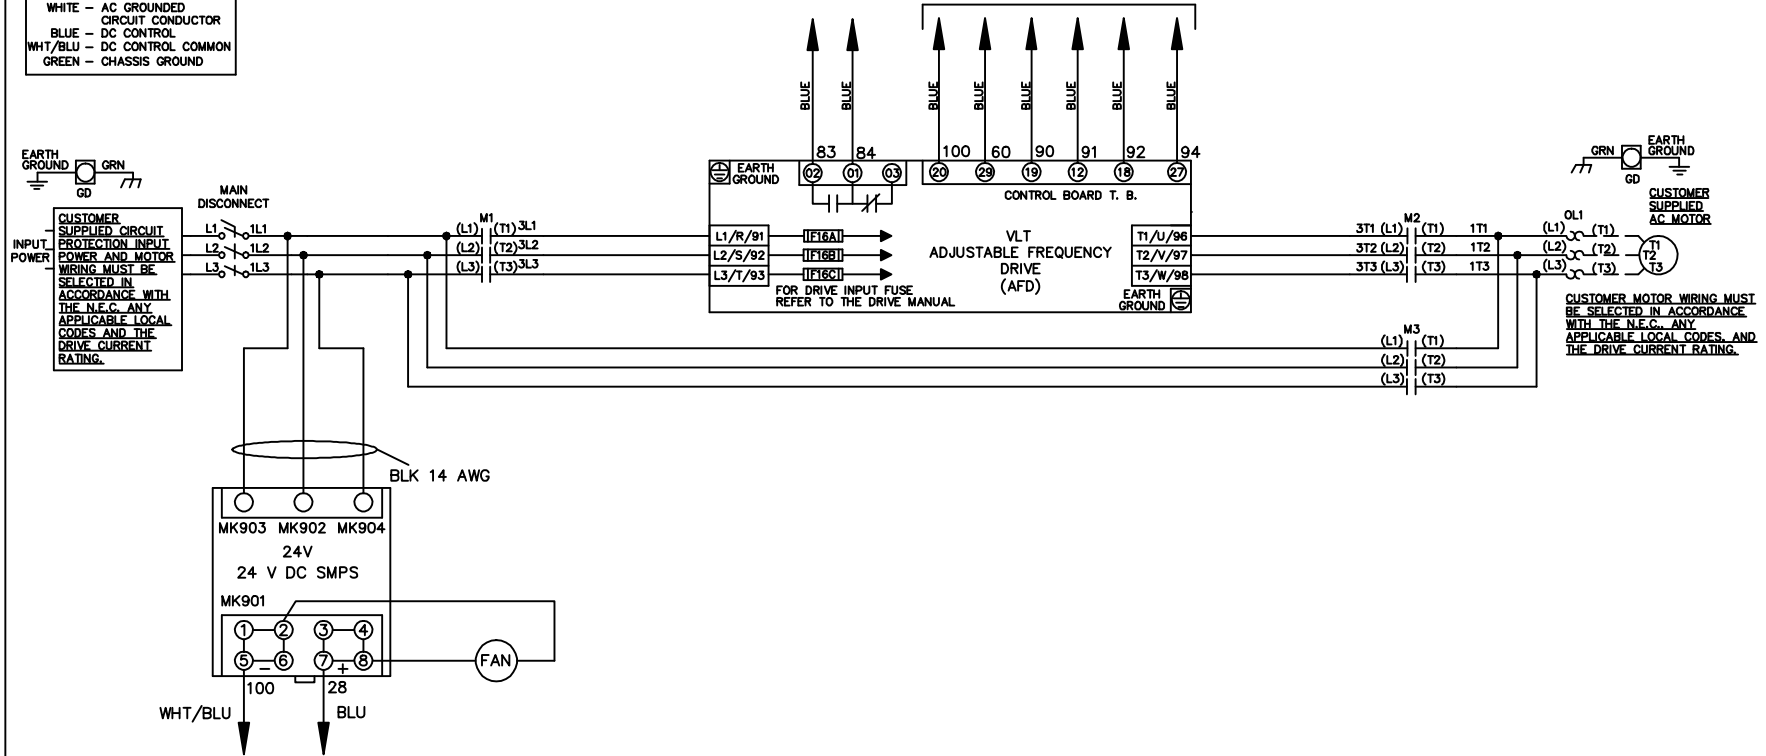 WHITE – AC GROUNDED
CIRCUIT CONDUCTOR
BLUE – DC CONTROL
WHT/BLU – DC CONTROL COMMON
GREEN – CHASSIS GROUND
BLUE
BLUE
BLUE
BLUE
BLUE
BLUE
BLUE
BLUE
EARTH
GROUND
GRN
GD
MAIN
DISCONNECT
INPUT
POWER
CUSTOMER
SUPPLIED CIRCUIT
PROTECTION INPUT
POWER AND MOTOR
WIRING MUST BE
SELECTED IN
ACCORDANCE WITH
THE N.E.C. ANY
APPLICABLE LOCAL
CODES AND THE
DRIVE CURRENT
RATING.
L1 1L1
L2 1L2
L3 1L3
M1
(L1) (T1) 3L1
(L2) (T2) 3L2
(L3) (T3) 3L3
83 84
EARTH
GROUND
02 01 03
100 60 90 91 92 94
20 29 19 12 18 27
CONTROL BOARD T. B.
L1/R/91 F16A
L2/S/92 F16B
L3/T/93 F16C
FOR DRIVE INPUT FUSE
REFER TO THE DRIVE MANUAL
VLT
ADJUSTABLE FREQUENCY
DRIVE
(AFD)
T1/U/96
T2/V/97
T3/W/98
EARTH
GROUND
M2
3T1 (L1) (T1) 1T1
3T2 (L2) (T2) 1T2
3T3 (L3) (T3) 1T3
M3
(L1) (T1)
(L2) (T2)
(L3) (T3)
GRN
EARTH
GROUND
GD
CUSTOMER
SUPPLIED
AC MOTOR
OL1
(L1) (T1)
(L2) (T2)
(L3) (T3)
T1
T2
T3
CUSTOMER MOTOR WIRING MUST
BE SELECTED IN ACCORDANCE
WITH THE N.E.C., ANY
APPLICABLE LOCAL CODES, AND
THE DRIVE CURRENT RATING.
BLK 14 AWG
MK903 MK902 MK904
24V
24 V DC SMPS
MK901
1 2 3 4
5 – 6 7 + 8
FAN
100 28
WHT/BLU BLU